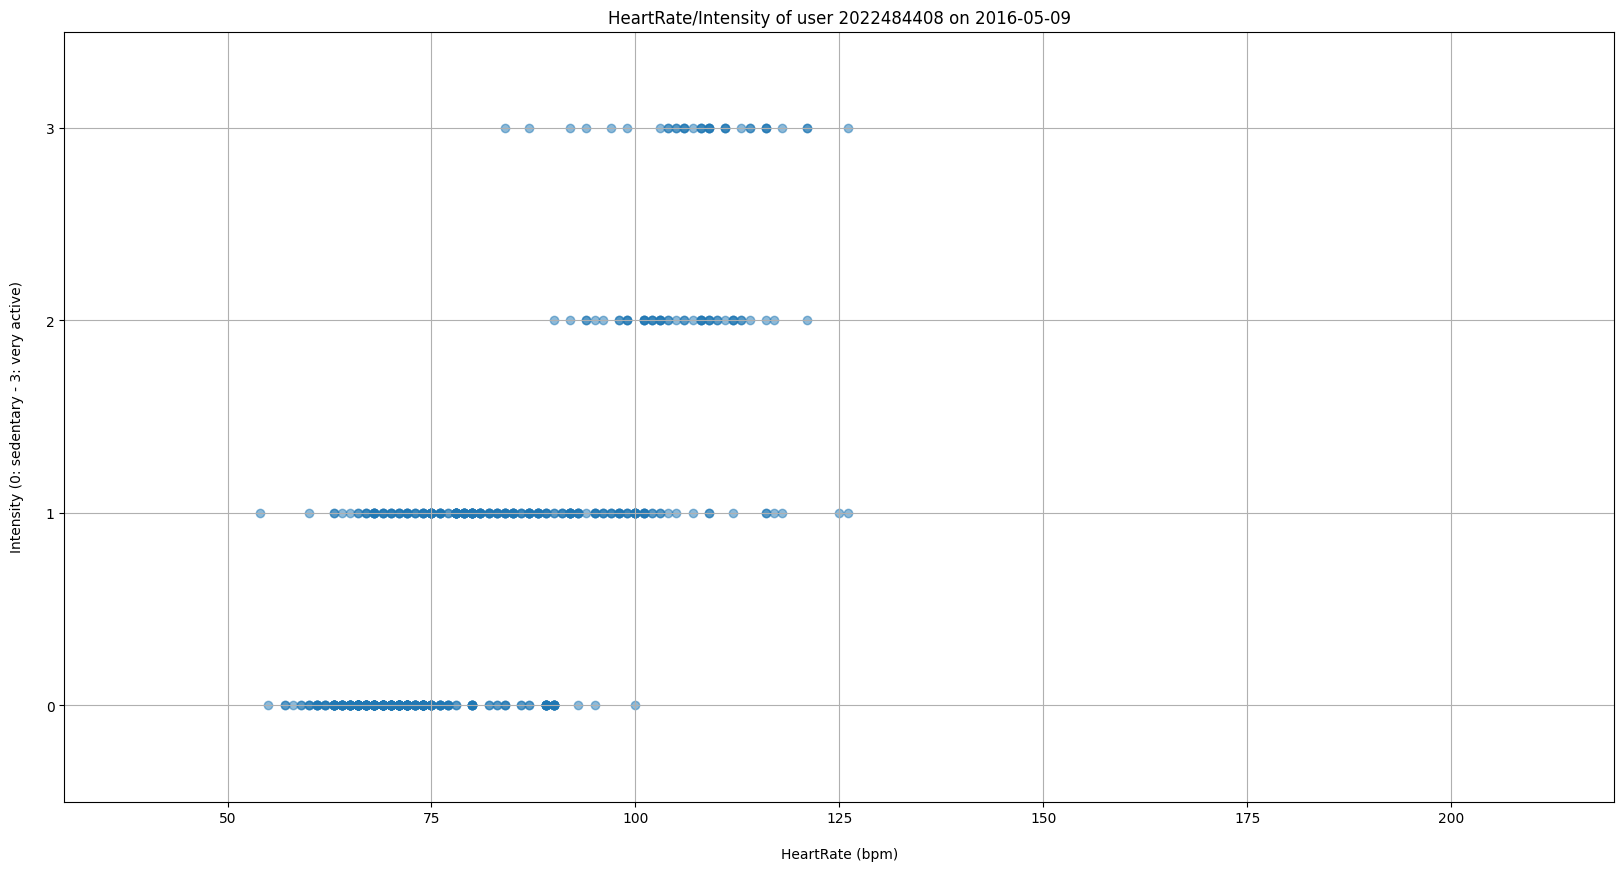 HeartRate/Intensity of user 2022484408 on 2016-05-09
Intensity (0: sedentary - 3: very active)
3
2
1
0
50 75 100 125 150 175 200
HeartRate (bpm)